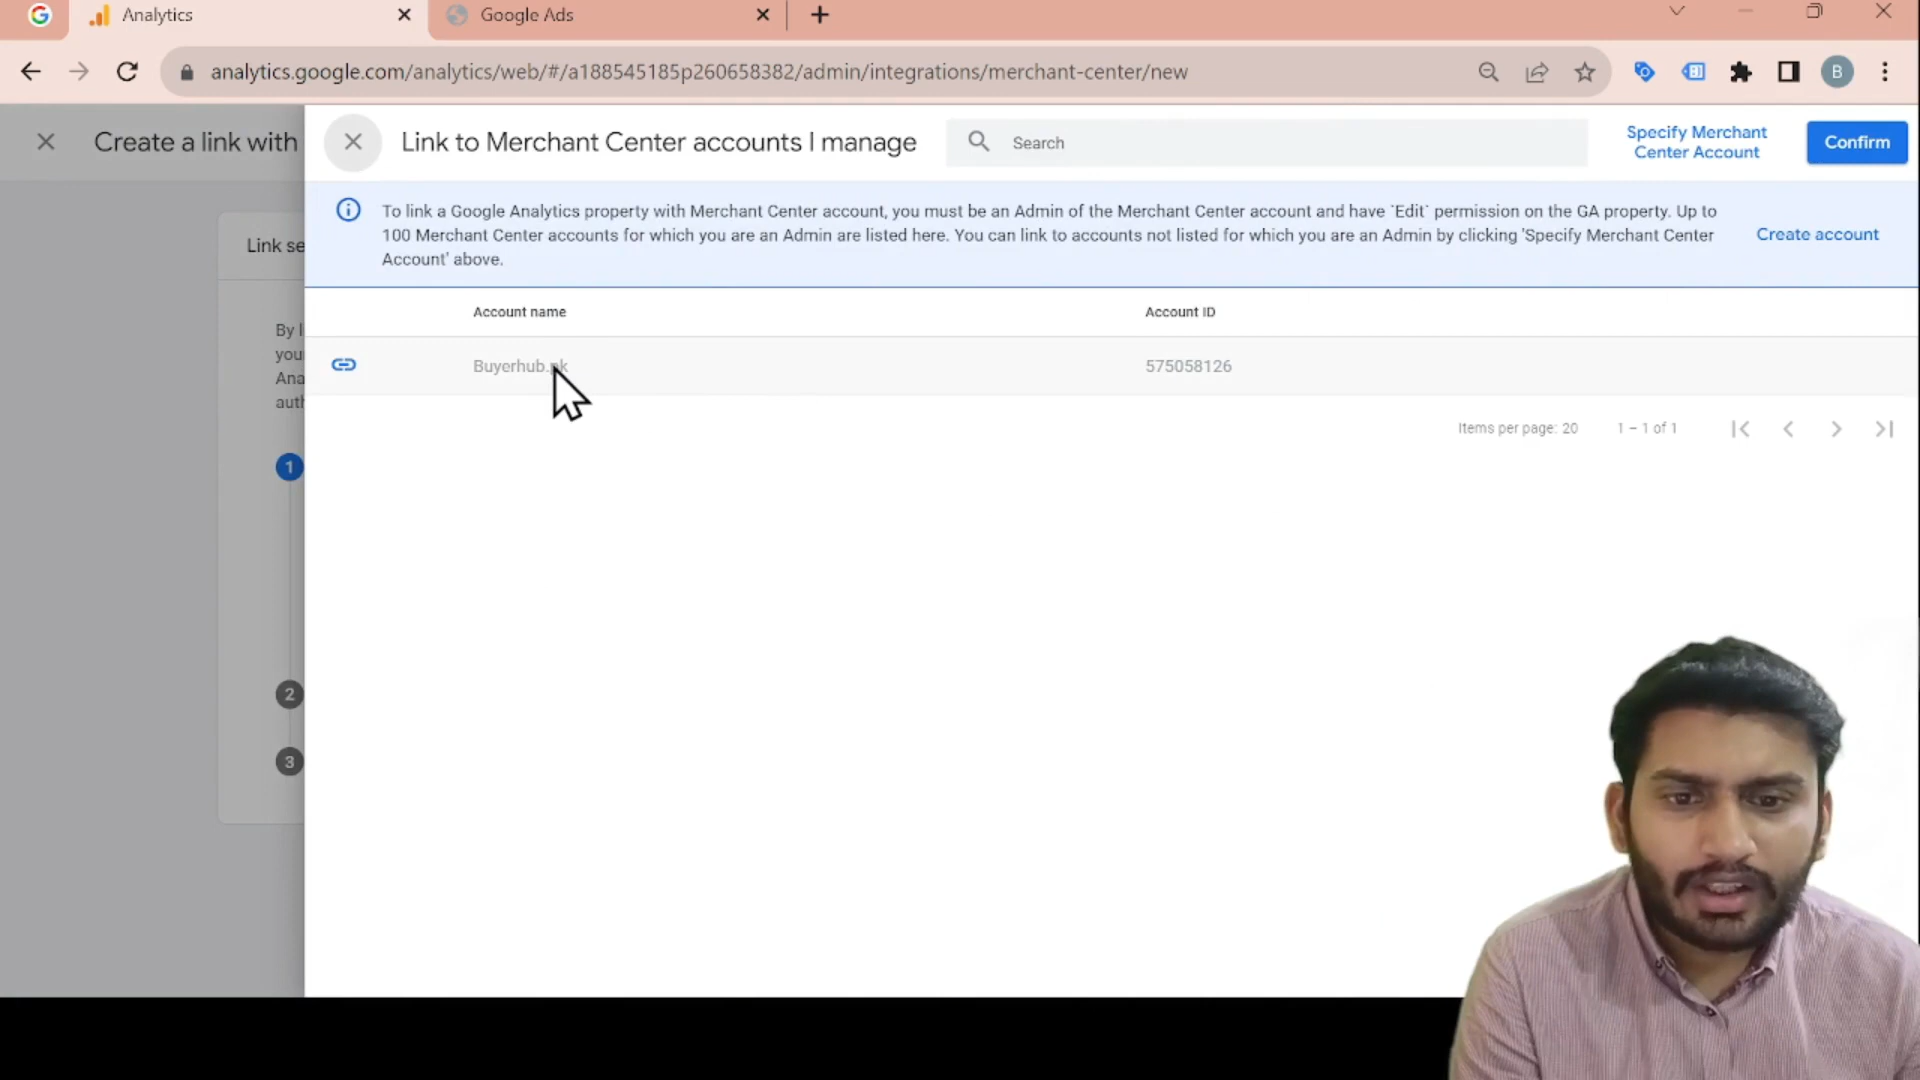 Analytics
Google Ads
analytics.google.com/analytics/web/#/a188545185p260658382/admin/integrations/merchant-center/new
B
Create a link with
Link to Merchant Center accounts I manage
Search
Specify Merchant
Center Account
Confirm
To link a Google Analytics property with Merchant Center account, you must be an Admin of the Merchant Center account and have `Edit` permission on the GA property. Up to
100 Merchant Center accounts for which you are an Admin are listed here. You can link to accounts not listed for which you are an Admin by clicking 'Specify Merchant Center
Account' above.
Create account
Link se
By l
you
Ana
auth
1
2
3
Account name
Account ID
Buyerhub.pk
575058126
Items per page: 20
1 – 1 of 1